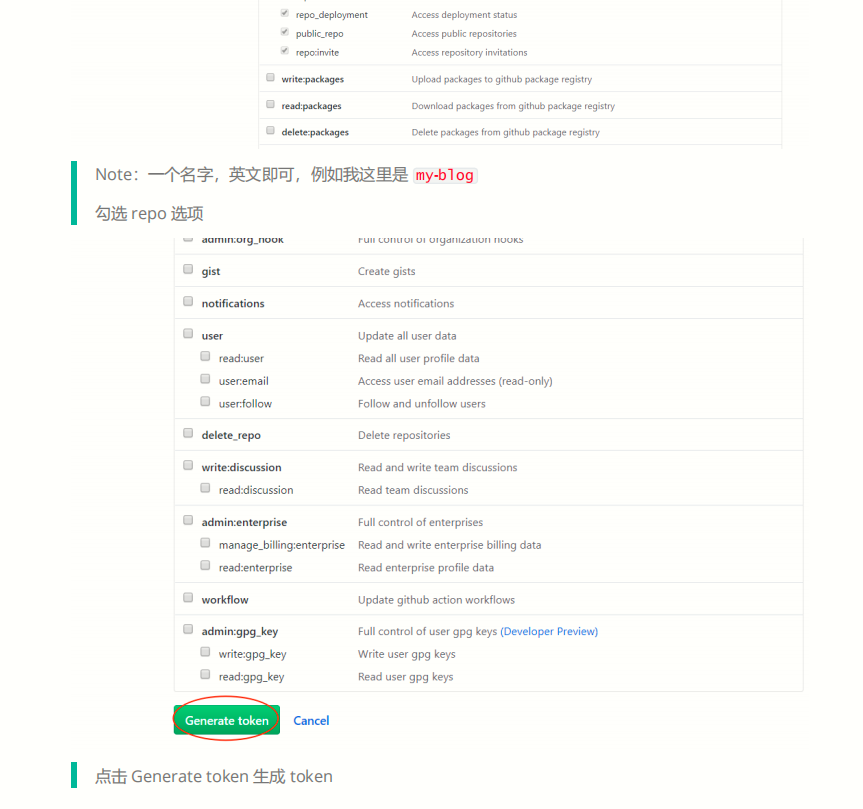 repo_deployment Access deployment status
public_repo Access public repositories
repo:invite Access repository invitations
write:packages Upload packages to github package registry
read:packages Download packages from github package registry
delete:packages Delete packages from github package registry
Note：一个名字，英文即可，例如我这里是 my-blog
勾选 repo 选项
admin:org_hook Full control of organization hooks
gist Create gists
notifications Access notifications
user Update all user data
read:user Read all user profile data
user:email Access user email addresses (read-only)
user:follow Follow and unfollow users
delete_repo Delete repositories
write:discussion Read and write team discussions
read:discussion Read team discussions
admin:enterprise Full control of enterprises
manage_billing:enterprise Read and write enterprise billing data
read:enterprise Read enterprise profile data
workflow Update github action workflows
admin:gpg_key Full control of user gpg keys (Developer Preview)
write:gpg_key Write user gpg keys
read:gpg_key Read user gpg keys
Generate token Cancel
点击 Generate token 生成 token